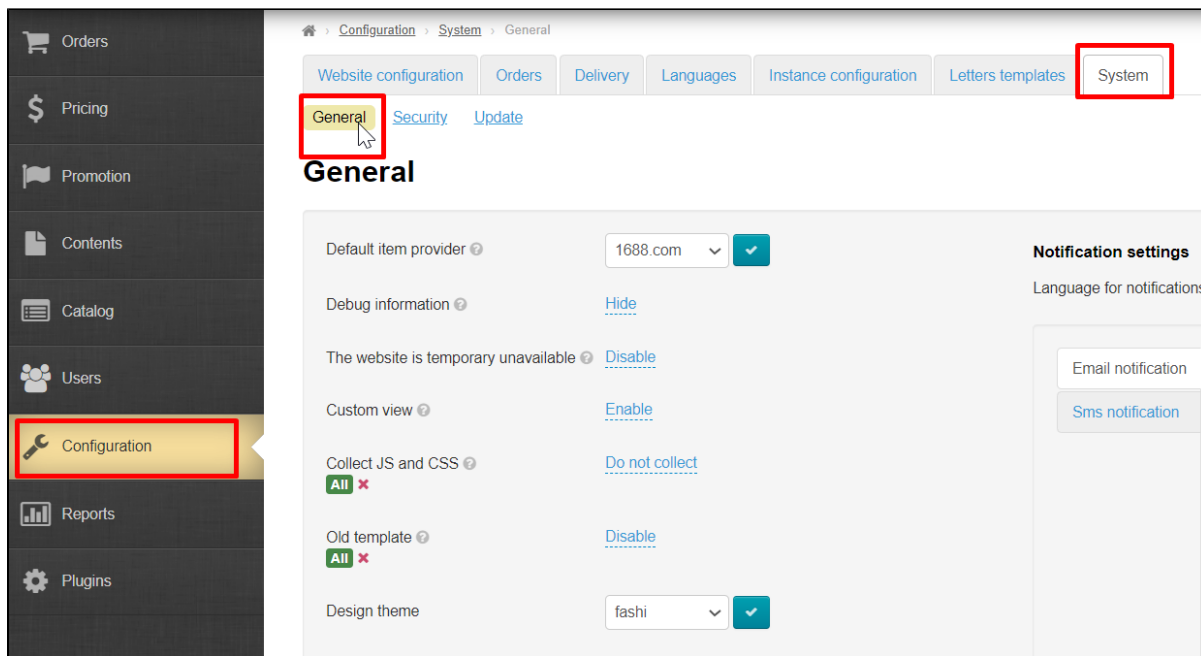 Orders
Pricing
Promotion
Contents
Catalog
Users
Configuration
Reports
Plugins
Configuration › System › General
Website configuration Orders Delivery Languages Instance configuration Letters templates System
General Security Update
General
Default item provider ? 1688.com
Debug information ? Hide
The website is temporary unavailable ? Disable
Custom view ? Enable
Collect JS and CSS ? Do not collect
All
Old template ? Disable
All
Design theme fashi
Notification settings
Language for notifications
Email notification
Sms notification